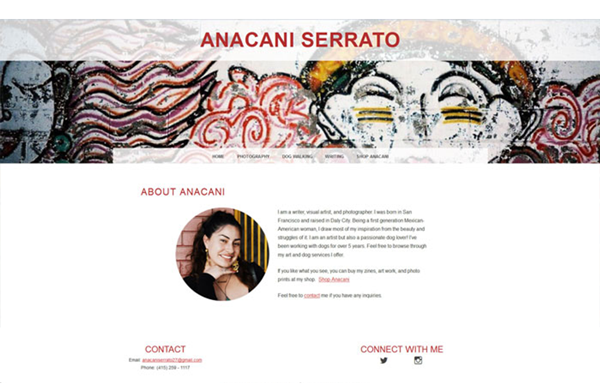 ANACANI SERRATO
HOME PHOTOGRAPHY DOG WALKING WRITING SHOP ANACANI
ABOUT ANACANI
I am a writer, visual artist, and photographer. I was born in San
Francisco and raised in Daly City. Being a first generation Mexican-
American woman, I draw most of my inspiration from the beauty and
struggles of it. I am an artist but also a passionate dog lover! I've
been working with dogs for over 5 years. Feel free to browse through
my art and dog services I offer.
If you like what you see, you can buy my zines, art work, and photo
prints at my shop. Shop Anacani.
Feel free to contact me if you have any inquiries.
CONTACT
Email: anacaniserrato27@gmail.com
Phone: (415) 259 - 1117
CONNECT WITH ME